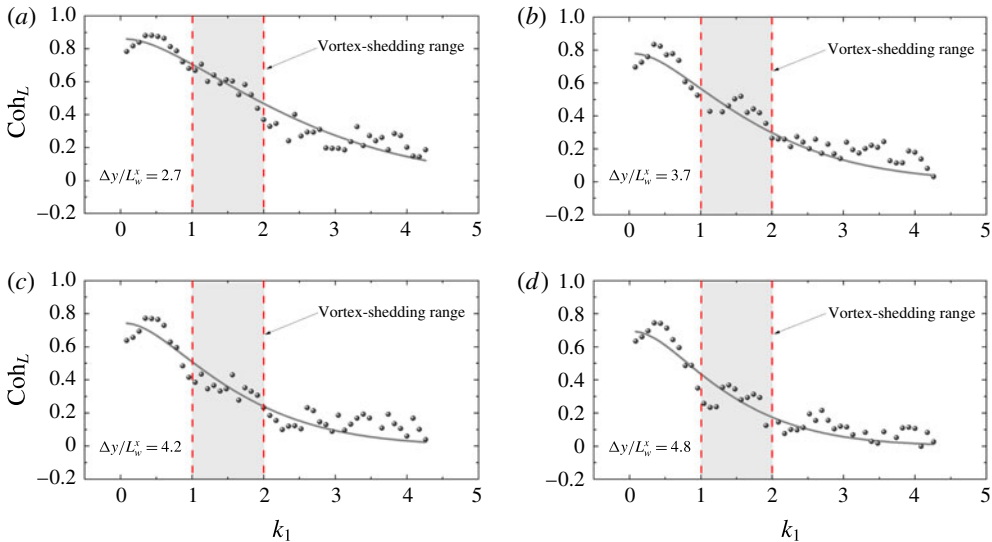 (a)
1.0
0.8
0.6
0.4
0.2
0
−0.2
Coh_L
Vortex-shedding range
Δy/L_w^x = 2.7
0 1 2 3 4 5
(b)
1.0
0.8
0.6
0.4
0.2
0
−0.2
Vortex-shedding range
Δy/L_w^x = 3.7
0 1 2 3 4 5
(c)
1.0
0.8
0.6
0.4
0.2
0
−0.2
Coh_L
Vortex-shedding range
Δy/L_w^x = 4.2
0 1 2 3 4 5
k_1
(d)
1.0
0.8
0.6
0.4
0.2
0
−0.2
Vortex-shedding range
Δy/L_w^x = 4.8
0 1 2 3 4 5
k_1